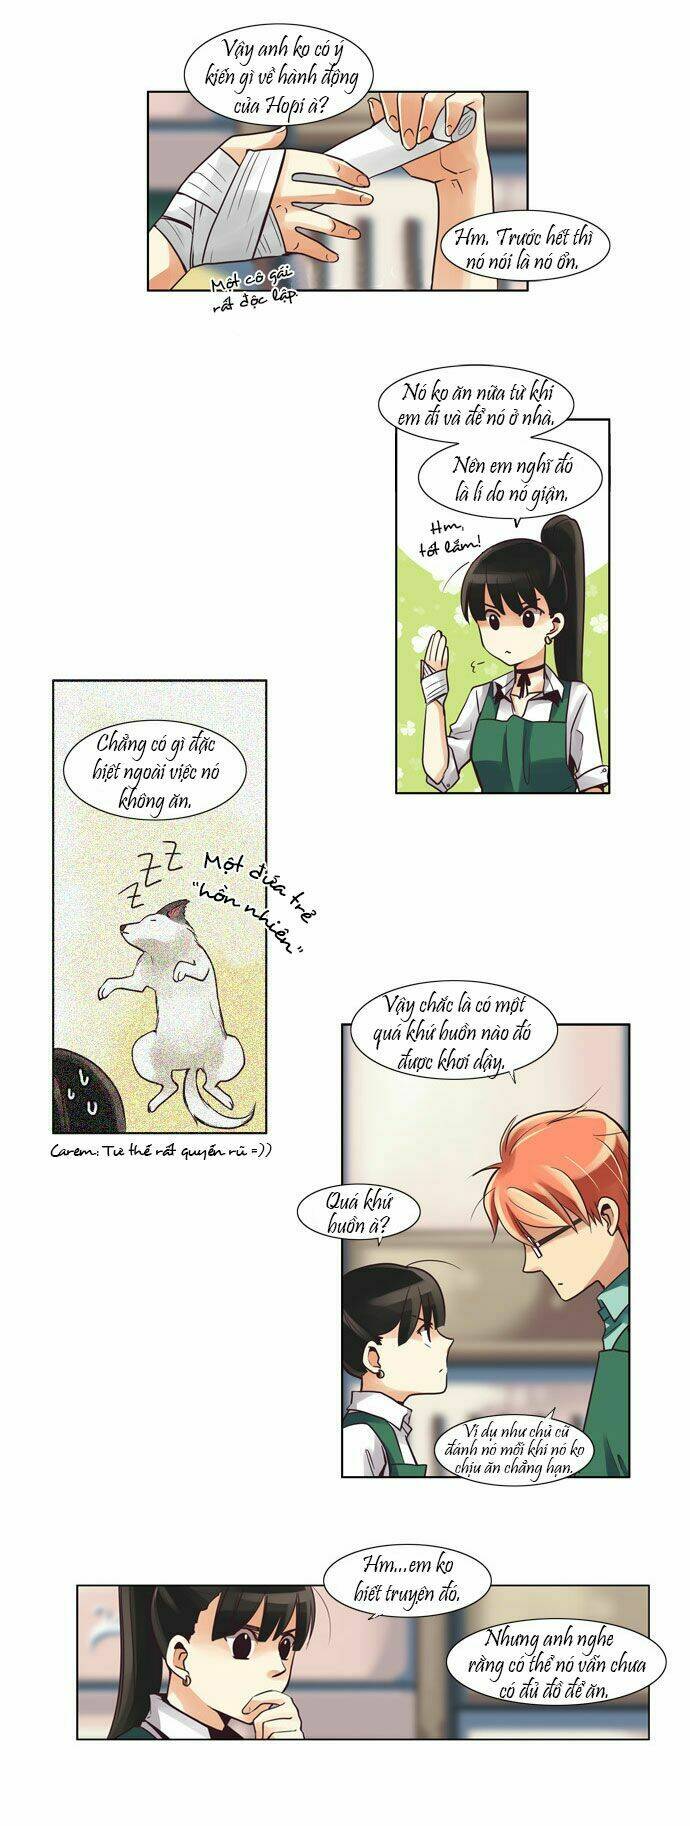 Vậy anh ko có ý
kiến gì về hành động
của Hopi à?
Hm. Trước hết thì
nó nói là nó ổn.
Một cô gái
rất độc lập.
Nó ko ăn nữa từ khi
em đi và để nó ở nhà.
Nên em nghĩ đó
là lí do nó giận.
Hm,
tốt lắm!
Chẳng có gì đặc
biệt ngoài việc nó
không ăn.
ZZZ
Một đứa trẻ
"hồn nhiên"
Carem: Tư thế rất quyến rũ =))
Vậy chắc là có một
quá khứ buồn nào đó
được khơi dậy.
Quá khứ
buồn à?
Ví dụ như chủ cũ
đánh nó mỗi khi nó ko
chịu ăn chẳng hạn.
Hm...em ko
biết truyện đó.
Nhưng anh nghe
rằng có thể nó vẫn chưa
có đủ đồ để ăn.